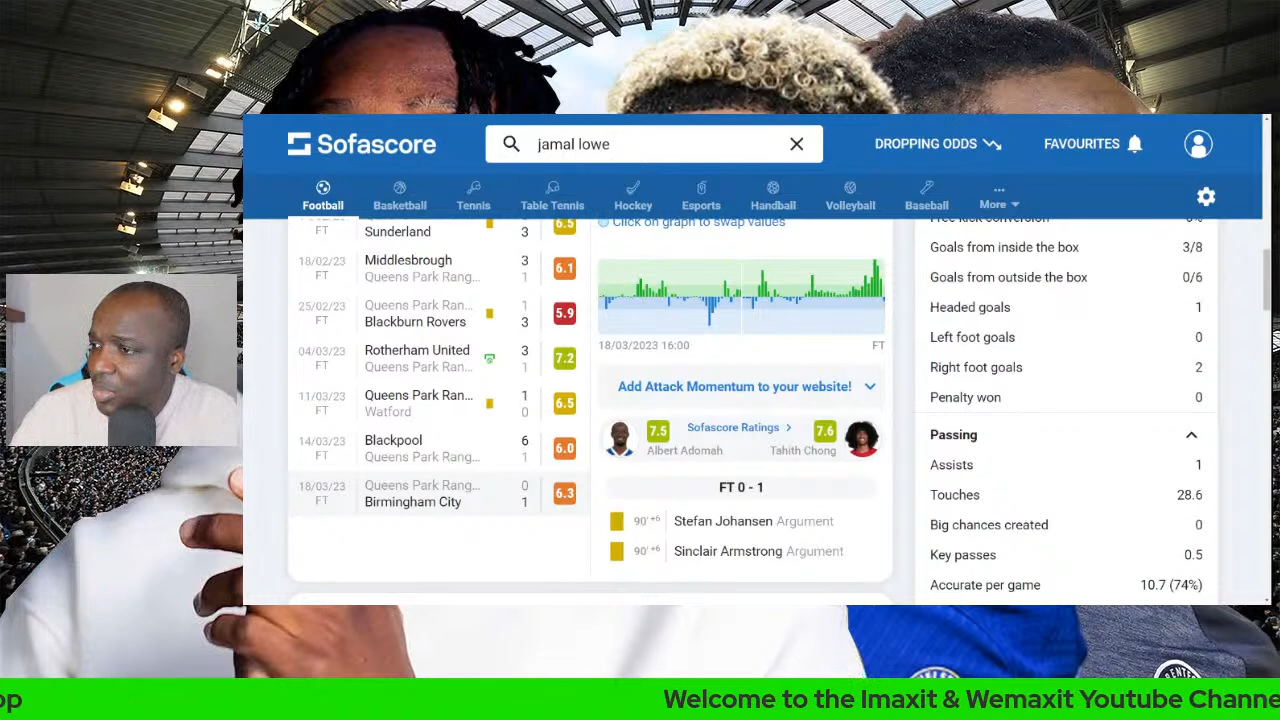 Sofascore
jamal lowe
DROPPING ODDS
FAVOURITES
Football
Basketball
Tennis
Table Tennis
Hockey
Esports
Handball
Volleyball
Baseball
More
FT
Sunderland
3
6.5
18/02/23
FT
Middlesbrough
Queens Park Rang...
3
1
6.1
25/02/23
FT
Queens Park Ran...
Blackburn Rovers
1
3
5.9
04/03/23
FT
Rotherham United
Queens Park Ran...
3
1
7.2
11/03/23
FT
Queens Park Ran...
Watford
1
0
6.5
14/03/23
FT
Blackpool
Queens Park Rang...
6
1
6.0
18/03/23
FT
Queens Park Rang...
Birmingham City
0
1
6.3
Click on graph to swap values
18/03/2023 16:00
FT
Add Attack Momentum to your website!
7.5
Sofascore Ratings
7.6
Albert Adomah
Tahith Chong
FT 0 - 1
90' +6 Stefan Johansen Argument
90' +6 Sinclair Armstrong Argument
Free kick conversion
Goals from inside the box 3/8
Goals from outside the box 0/6
Headed goals 1
Left foot goals 0
Right foot goals 2
Penalty won 0
Passing
Assists 1
Touches 28.6
Big chances created 0
Key passes 0.5
Accurate per game 10.7 (74%)
op
Welcome to the Imaxit & Wemaxit Youtube Channe